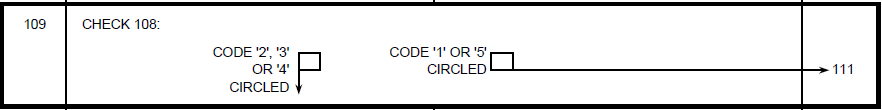 109 CHECK 108:
CODE '2', '3' CODE '1' OR '5'
OR '4' CIRCLED 111
CIRCLED